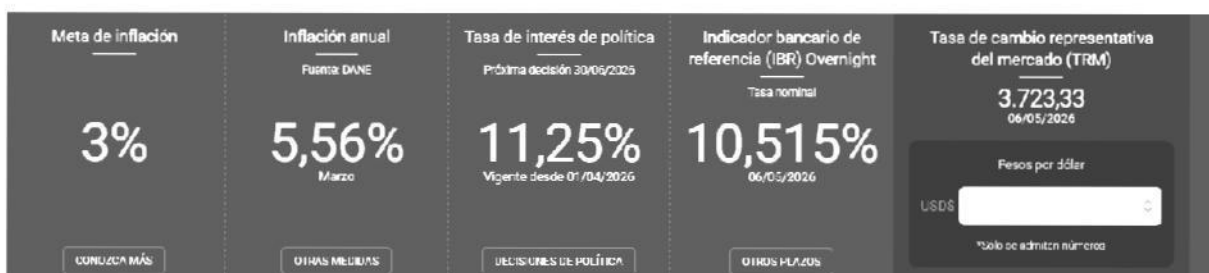 Meta de inflación
3%
CONOZCA MÁS
Inflación anual
Fuente: DANE
5,56%
Marzo
OTRAS MEDIDAS
Tasa de interés de política
Próxima decisión 30/06/2026
11,25%
Vigente desde 01/04/2026
DECISIONES DE POLÍTICA
Indicador bancario de
referencia (IBR) Overnight
Tasa nominal
10,515%
06/05/2026
OTROS PLAZOS
Tasa de cambio representativa
del mercado (TRM)
3.723,33
06/05/2026
Pesos por dólar
USD$
*Solo se admiten números